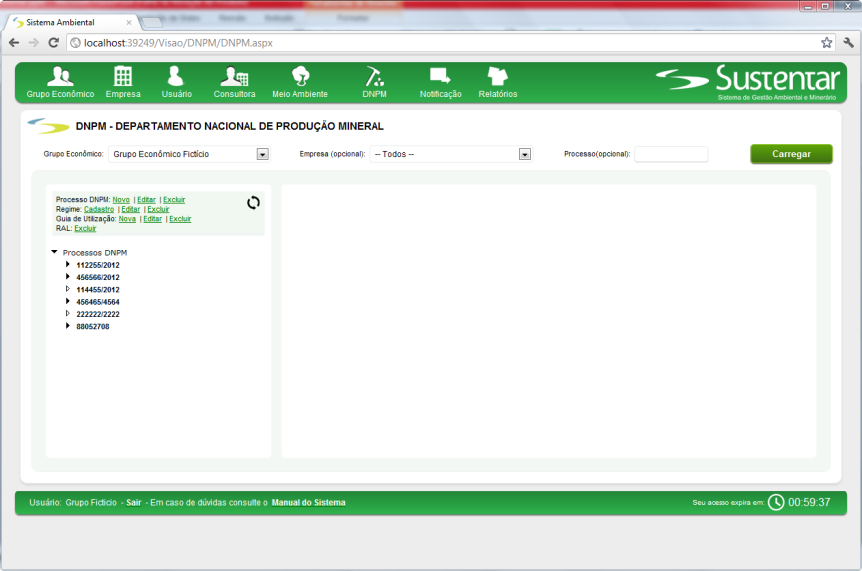 Sistema Ambiental
localhost:39249/Visao/DNPM/DNPM.aspx
Grupo Econômico Empresa Usuário Consultora Meio Ambiente DNPM Notificação Relatórios
Sustentar
Sistema de Gestão Ambiental e Minerário
DNPM - DEPARTAMENTO NACIONAL DE PRODUÇÃO MINERAL
Grupo Econômico: Grupo Econômico Fictício Empresa (opcional): -- Todos -- Processo(opcional): Carregar
Processo DNPM: Novo | Editar | Excluir
Regime: Cadastro | Editar | Excluir
Guia de Utilização: Nova | Editar | Excluir
RAL: Excluir
Processos DNPM
112255/2012
456566/2012
114455/2012
456465/4564
222222/2222
88052708
Usuário: Grupo Ficticio - Sair - Em caso de dúvidas consulte o Manual do Sistema
Seu acesso expira em: 00:59:37